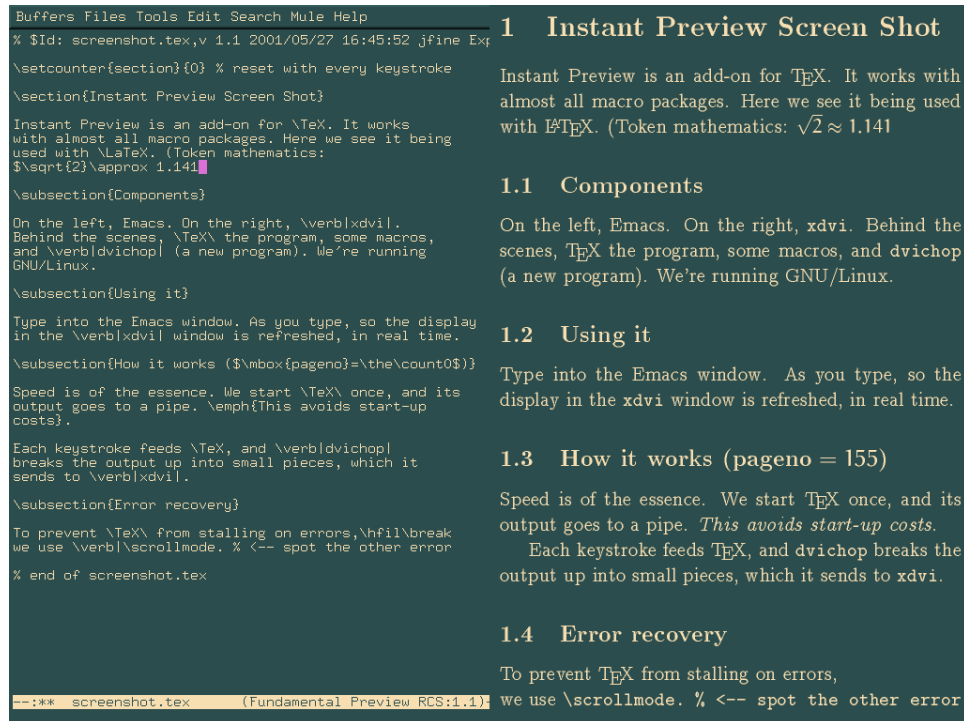 Buffers Files Tools Edit Search Mule Help
% $Id: screenshot.tex,v 1.1 2001/05/27 16:45:52 jfine Exp
\setcounter{section}{0} % reset with every keystroke
\section{Instant Preview Screen Shot}
Instant Preview is an add-on for \TeX. It works
with almost all macro packages. Here we see it being
used with \LaTeX. (Token mathematics:
$\sqrt{2}\approx 1.141
\subsection{Components}
On the left, Emacs. On the right, \verb|xdvi|.
Behind the scenes, \TeX\ the program, some macros,
and \verb|dvichop| (a new program). We're running
GNU/Linux.
\subsection{Using it}
Type into the Emacs window. As you type, so the display
in the \verb|xdvi| window is refreshed, in real time.
\subsection{How it works ($\mbox{pageno}=\the\count0$)}
Speed is of the essence. We start \TeX\ once, and its
output goes to a pipe. \emph{This avoids start-up
costs}.
Each keystroke feeds \TeX, and \verb|dvichop|
breaks the output up into small pieces, which it
sends to \verb|xdvi|.
\subsection{Error recovery}
To prevent \TeX\ from stalling on errors,\hfil\break
we use \verb|\scrollmode. % <-- spot the other error
% end of screenshot.tex
--:** screenshot.tex (Fundamental Preview RCS:1.1)-
1 Instant Preview Screen Shot
Instant Preview is an add-on for TEX. It works with
almost all macro packages. Here we see it being used
with LATEX. (Token mathematics: √2 ≈ 1.141
1.1 Components
On the left, Emacs. On the right, xdvi. Behind the
scenes, TEX the program, some macros, and dvichop
(a new program). We're running GNU/Linux.
1.2 Using it
Type into the Emacs window. As you type, so the
display in the xdvi window is refreshed, in real time.
1.3 How it works (pageno = 155)
Speed is of the essence. We start TEX once, and its
output goes to a pipe. This avoids start-up costs.
Each keystroke feeds TEX, and dvichop breaks the
output up into small pieces, which it sends to xdvi.
1.4 Error recovery
To prevent TEX from stalling on errors,
we use \scrollmode. % <-- spot the other error